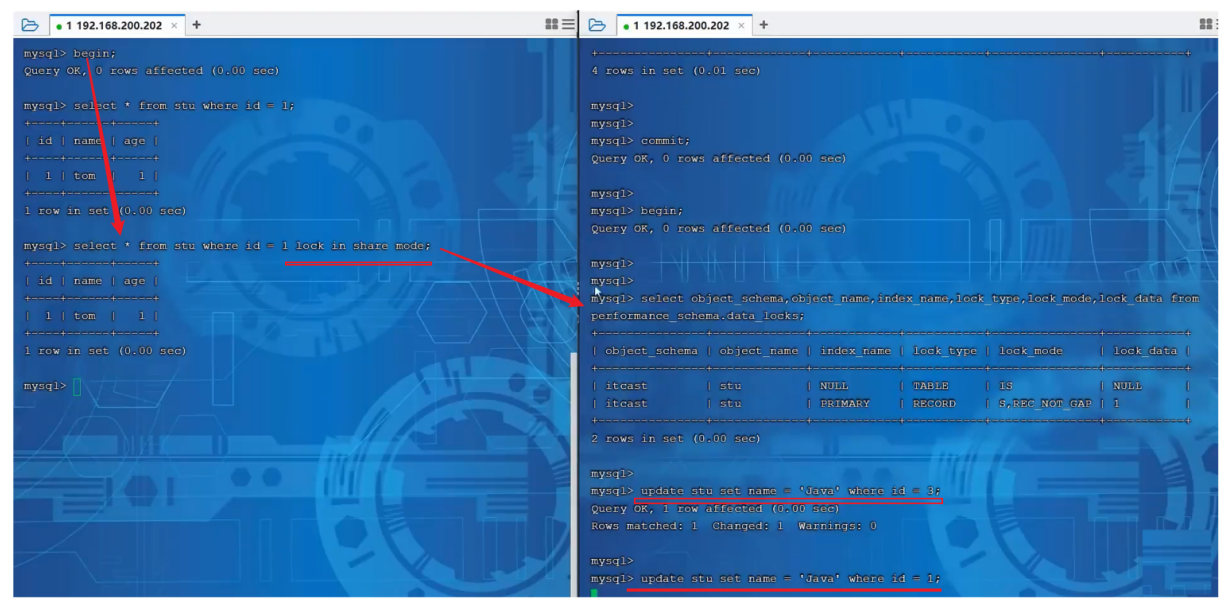 1 192.168.200.202 × +
mysql> begin;
Query OK, 0 rows affected (0.00 sec)
mysql> select * from stu where id = 1;
+----+------+-----+
| id | name | age |
+----+------+-----+
| 1 | tom | 1 |
+----+------+-----+
1 row in set (0.00 sec)
mysql> select * from stu where id = 1 lock in share mode;
+----+------+-----+
| id | name | age |
+----+------+-----+
| 1 | tom | 1 |
+----+------+-----+
1 row in set (0.00 sec)
mysql>
1 192.168.200.202 × +
+---------------+-------------+------------+-----------+---------------+-----------+
4 rows in set (0.01 sec)
mysql>
mysql>
mysql> commit;
Query OK, 0 rows affected (0.00 sec)
mysql>
mysql> begin;
Query OK, 0 rows affected (0.00 sec)
mysql>
mysql>
mysql> select object_schema,object_name,index_name,lock_type,lock_mode,lock_data from
performance_schema.data_locks;
+---------------+-------------+------------+-----------+---------------+-----------+
| object_schema | object_name | index_name | lock_type | lock_mode | lock_data |
+---------------+-------------+------------+-----------+---------------+-----------+
| itcast | stu | NULL | TABLE | IS | NULL |
| itcast | stu | PRIMARY | RECORD | S,REC_NOT_GAP | 1 |
+---------------+-------------+------------+-----------+---------------+-----------+
2 rows in set (0.00 sec)
mysql>
mysql> update stu set name = 'Java' where id = 3;
Query OK, 1 row affected (0.00 sec)
Rows matched: 1 Changed: 1 Warnings: 0
mysql>
mysql> update stu set name = 'Java' where id = 1;